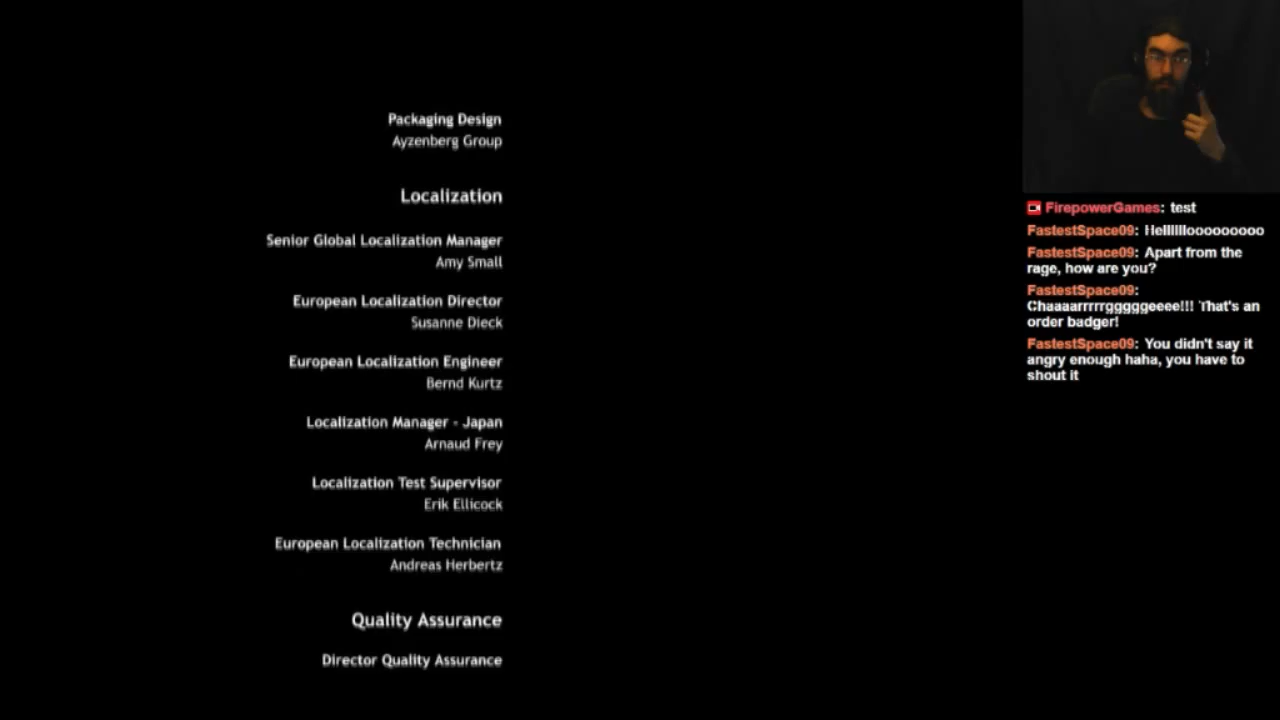 Packaging Design
Ayzenberg Group
Localization
Senior Global Localization Manager
Amy Small
European Localization Director
Susanne Dieck
European Localization Engineer
Bernd Kurtz
Localization Manager - Japan
Arnaud Frey
Localization Test Supervisor
Erik Ellicock
European Localization Technician
Andreas Herbertz
Quality Assurance
Director Quality Assurance
FirepowerGames: test
FastestSpace09: Hellllllooooooooo
FastestSpace09: Apart from the
rage, how are you?
FastestSpace09:
Chaaaarrrrrgggggeeee!!! That's an
order badger!
FastestSpace09: You didn't say it
angry enough haha, you have to
shout it